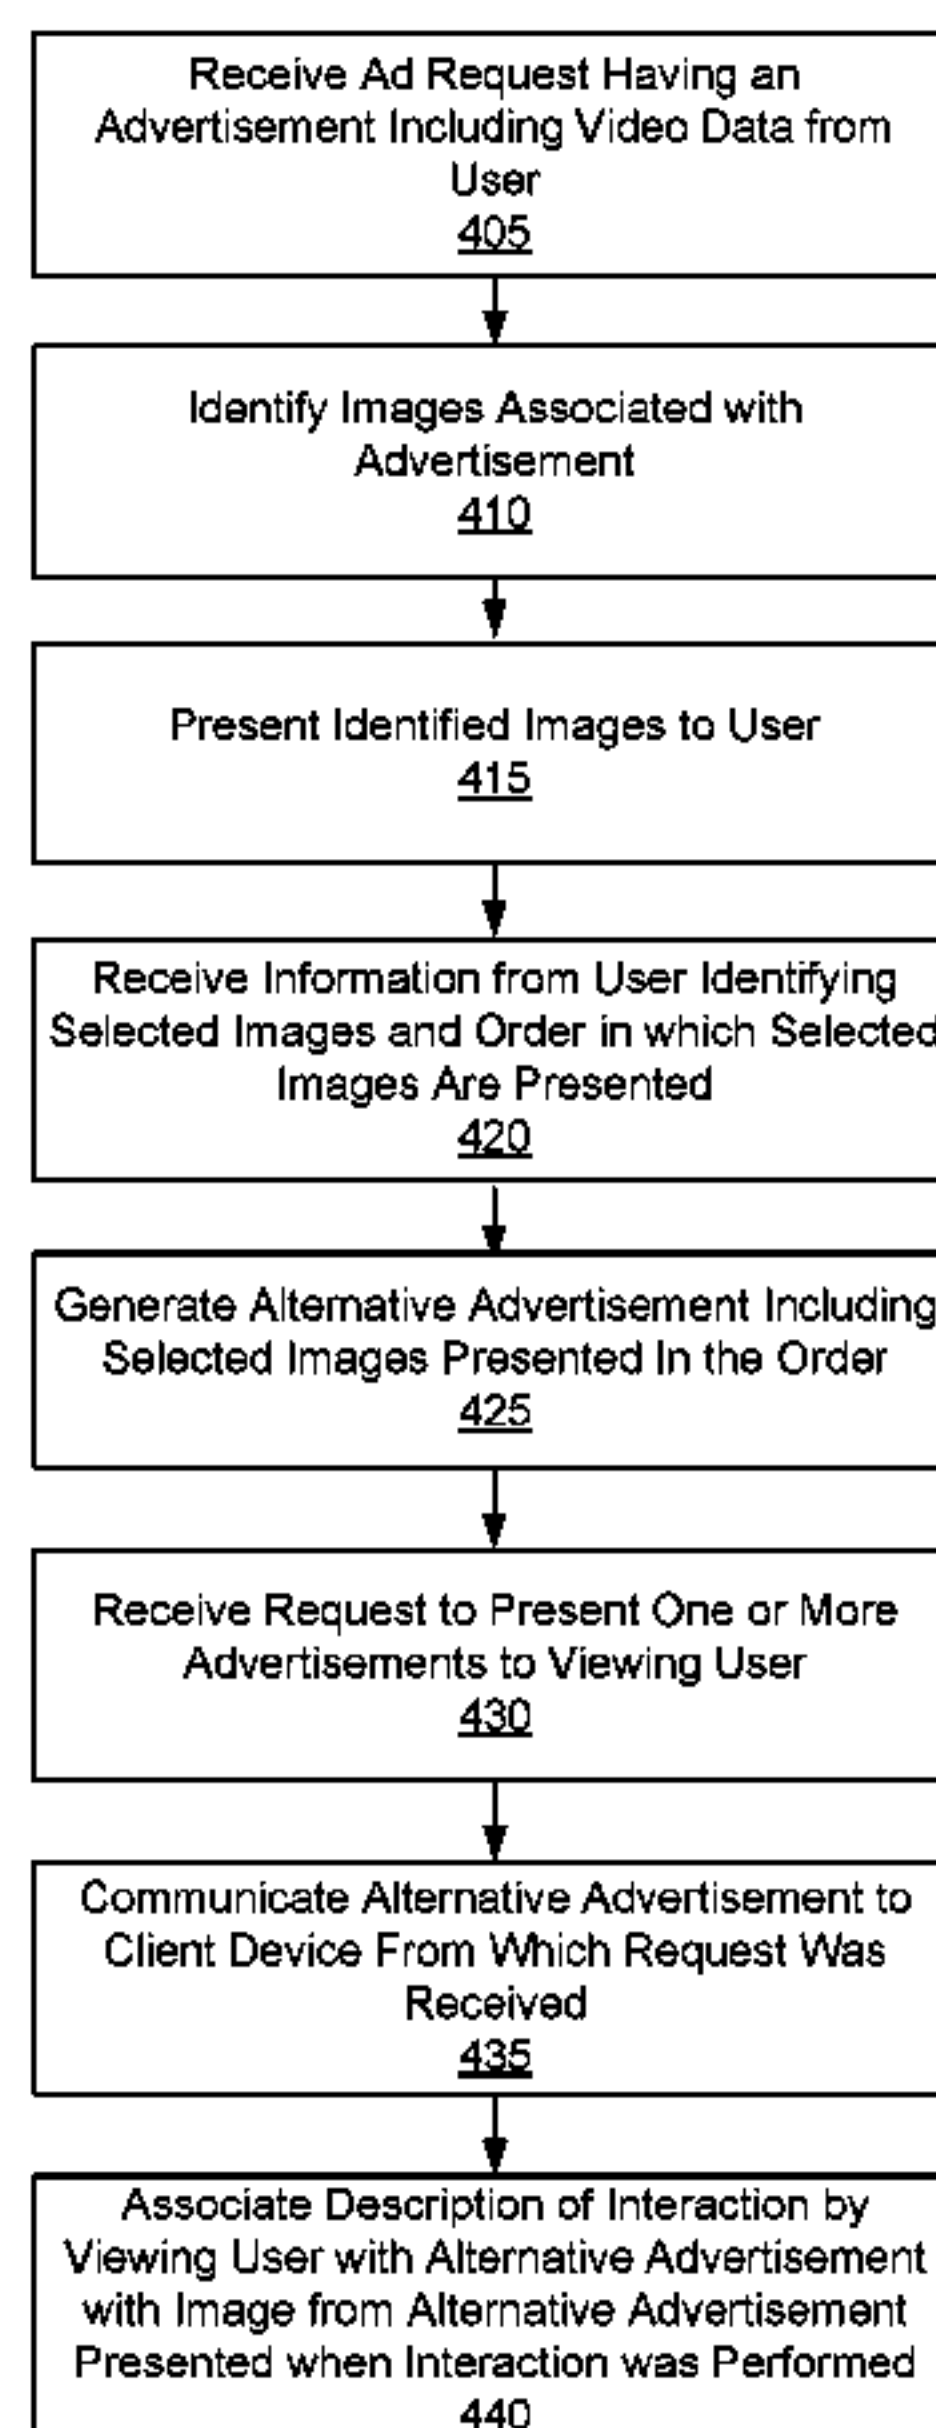 Receive Ad Request Having an
Advertisement Including Video Data from
User
405
Identify Images Associated with
Advertisement
410
Present Identified Images to User
415
Receive Information from User Identifying
Selected Images and Order in which Selected
Images Are Presented
420
Generate Alternative Advertisement Including
Selected Images Presented In the Order
425
Receive Request to Present One or More
Advertisements to Viewing User
430
Communicate Alternative Advertisement to
Client Device From Which Request Was
Received
435
Associate Description of Interaction by
Viewing User with Alternative Advertisement
with Image from Alternative Advertisement
Presented when Interaction was Performed
440